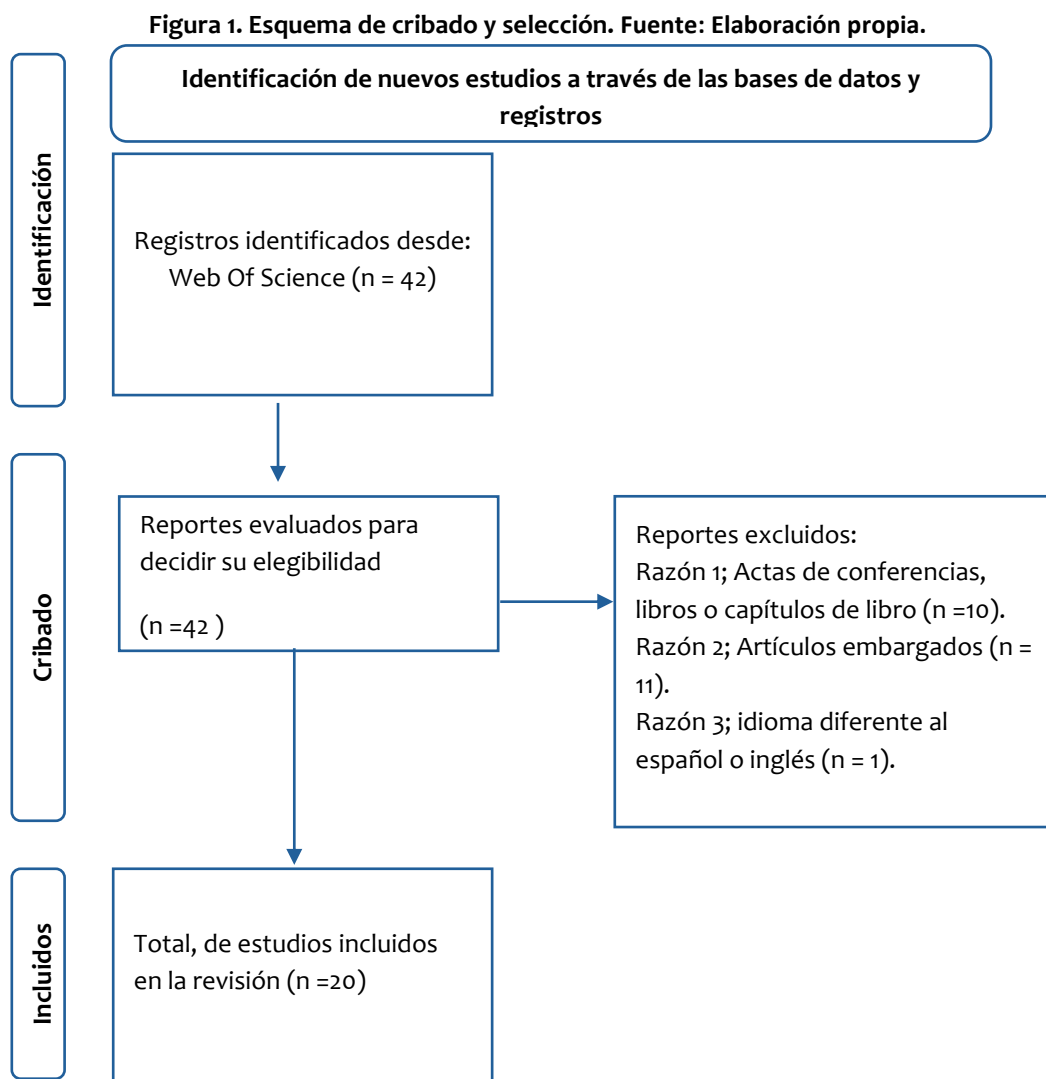 Figura 1. Esquema de cribado y selección. Fuente: Elaboración propia.
Identificación de nuevos estudios a través de las bases de datos y
registros
Identificación
Registros identificados desde:
Web Of Science (n = 42)
Cribado
Reportes evaluados para
decidir su elegibilidad
(n =42 )
Reportes excluidos:
Razón 1; Actas de conferencias,
libros o capítulos de libro (n =10).
Razón 2; Artículos embargados (n =
11).
Razón 3; idioma diferente al
español o inglés (n = 1).
Incluidos
Total, de estudios incluidos
en la revisión (n =20)